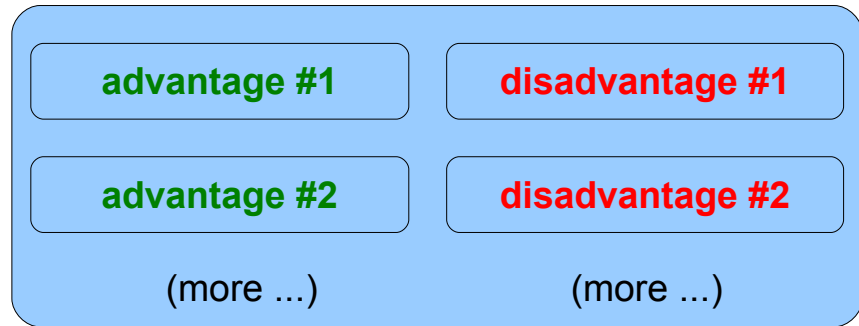 advantage #1
disadvantage #1
advantage #2
disadvantage #2
(more ...)
(more ...)